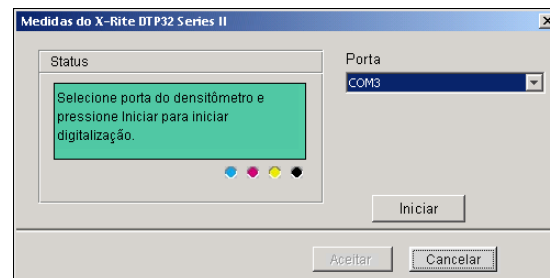 Medidas do X-Rite DTP32 Series II
Status
Selecione porta do densitômetro e
pressione Iniciar para iniciar
digitalização.
Porta
COM3
Iniciar
Aceitar
Cancelar